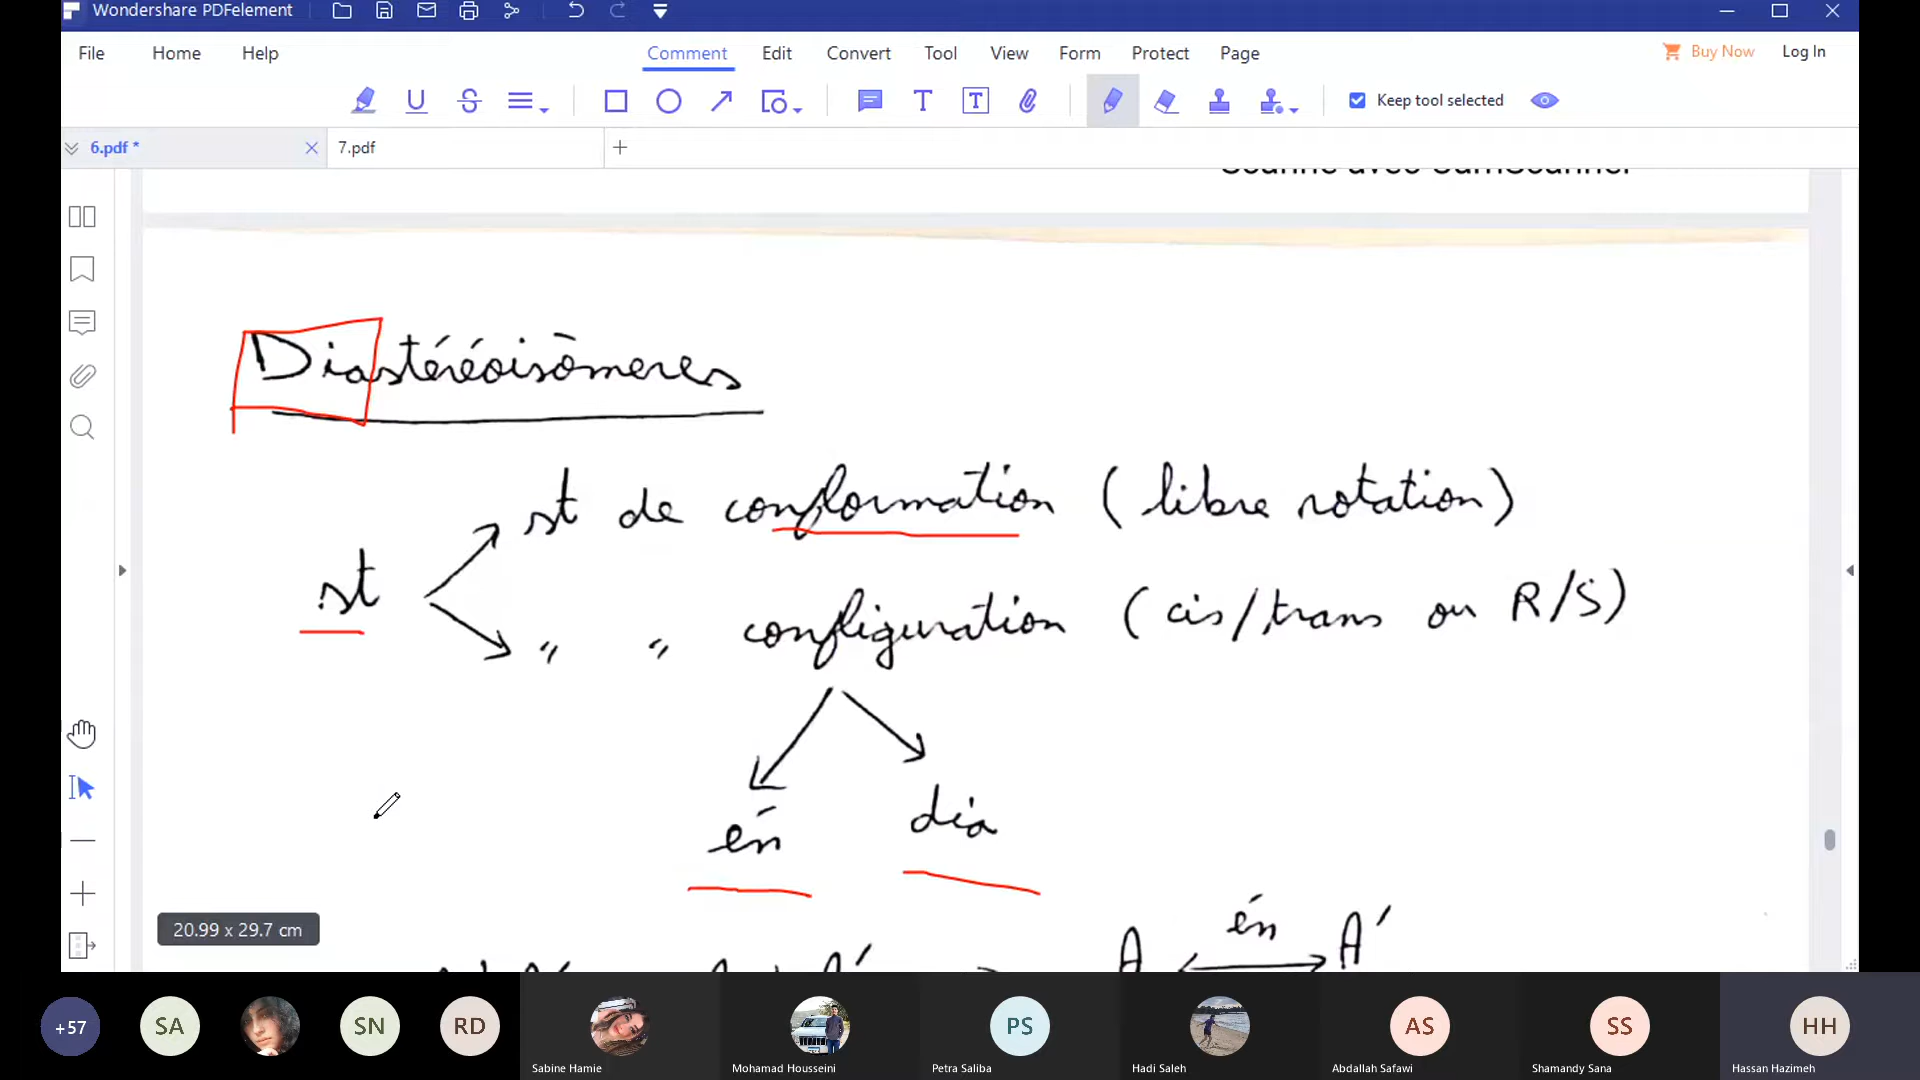 Wondershare PDFelement
File Home Help Comment Edit Convert Tool View Form Protect Page Buy Now Log In
Keep tool selected
6.pdf * 7.pdf
Diastéréoisomères
st de conformation (libre rotation)
st
" " configuration (cis/trans ou R/S)
én dia
20.99 x 29.7 cm
én
A A'
+57 SA SN RD PS AS SS HH
Sabine Hamie Mohamad Housseini Petra Saliba Hadi Saleh Abdallah Safawi Shamandy Sana Hassan Hazimeh